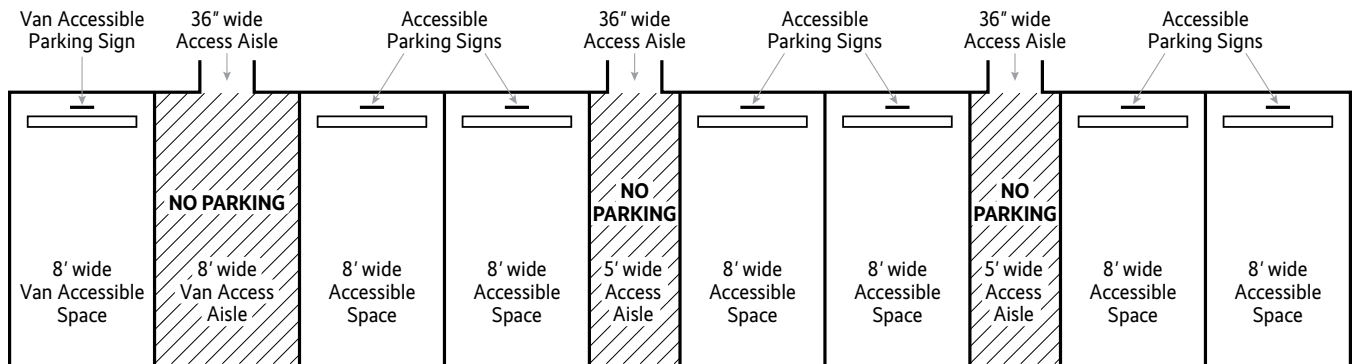 Van Accessible
Parking Sign
36″ wide
Access Aisle
Accessible
Parking Signs
36″ wide
Access Aisle
Accessible
Parking Signs
36″ wide
Access Aisle
Accessible
Parking Signs
NO PARKING
NO
PARKING
NO
PARKING
8′ wide
Van Accessible
Space
8′ wide
Van Access
Aisle
8′ wide
Accessible
Space
8′ wide
Accessible
Space
5′ wide
Access
Aisle
8′ wide
Accessible
Space
8′ wide
Accessible
Space
5′ wide
Access
Aisle
8′ wide
Accessible
Space
8′ wide
Accessible
Space